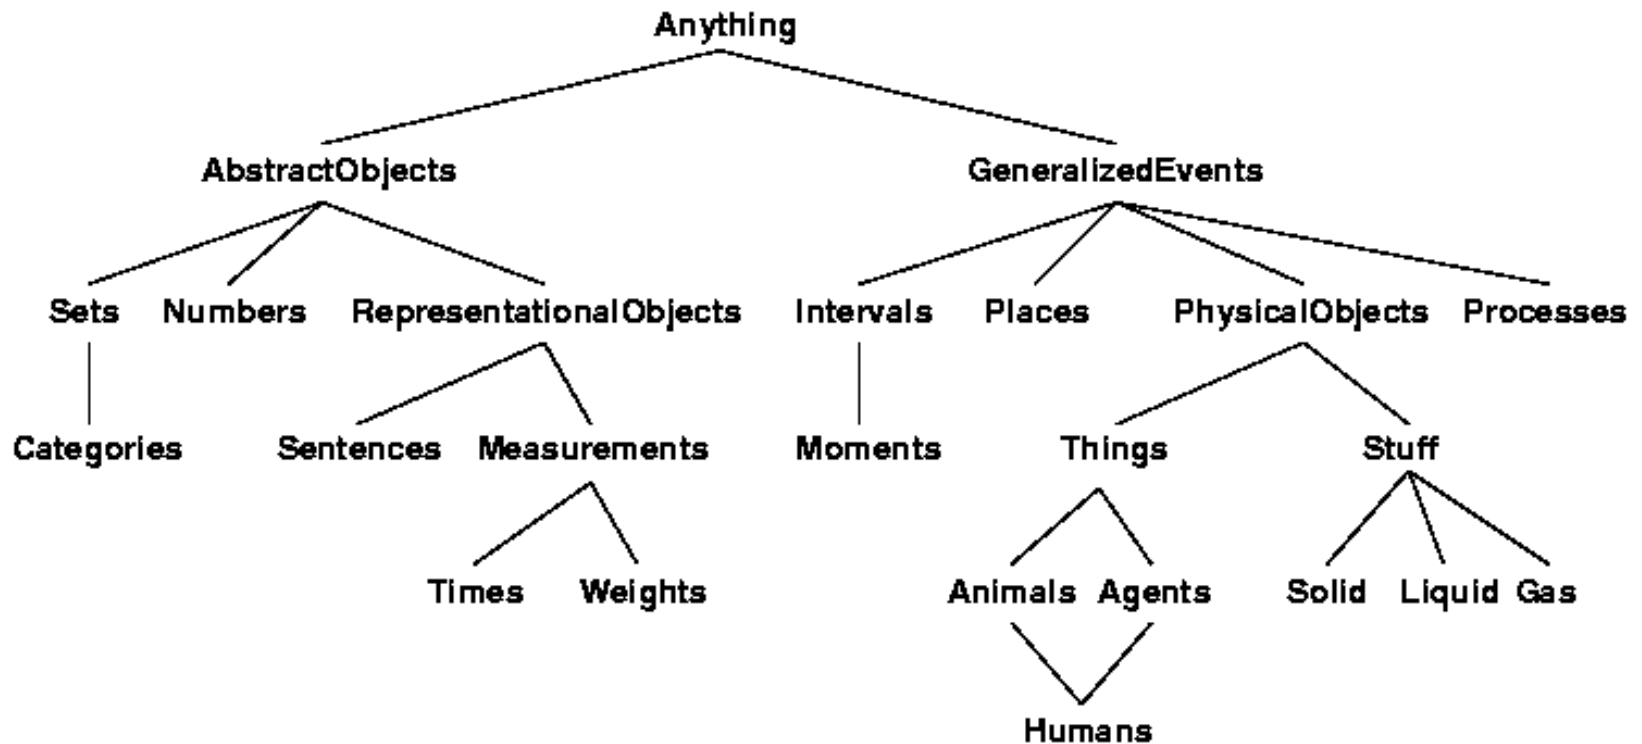 Anything
AbstractObjects GeneralizedEvents
Sets Numbers RepresentationalObjects Intervals Places PhysicalObjects Processes
Categories Sentences Measurements Moments Things Stuff
Times Weights Animals Agents Solid Liquid Gas
Humans